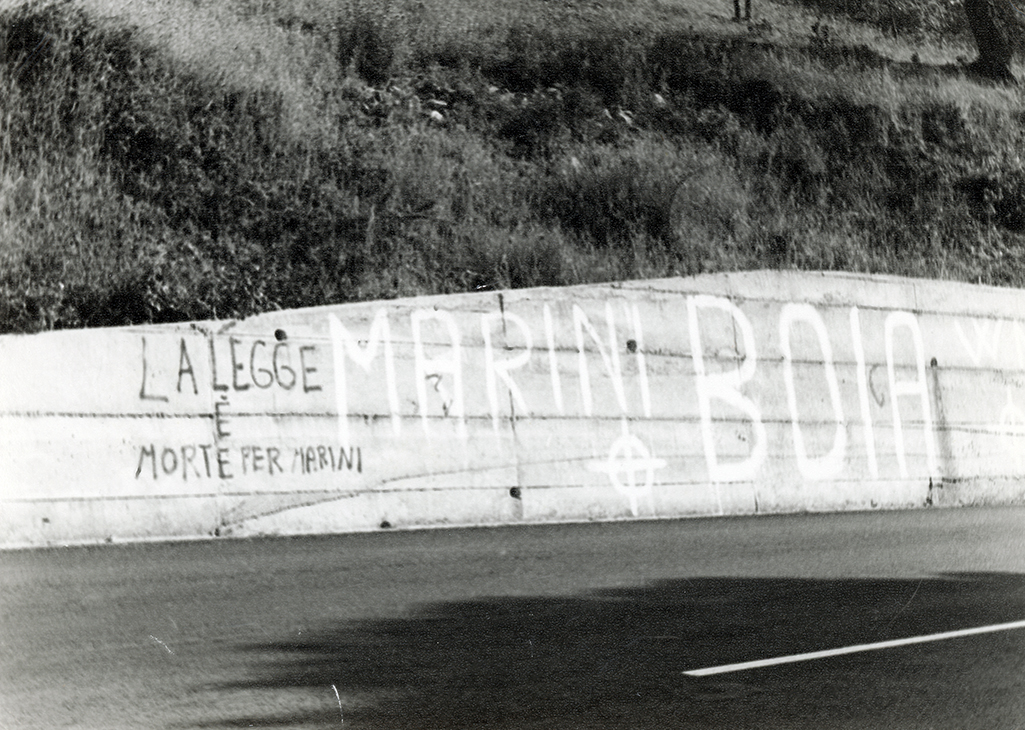 LA LEGGE
È
MORTE PER MARINI
MARINI BOIA
W